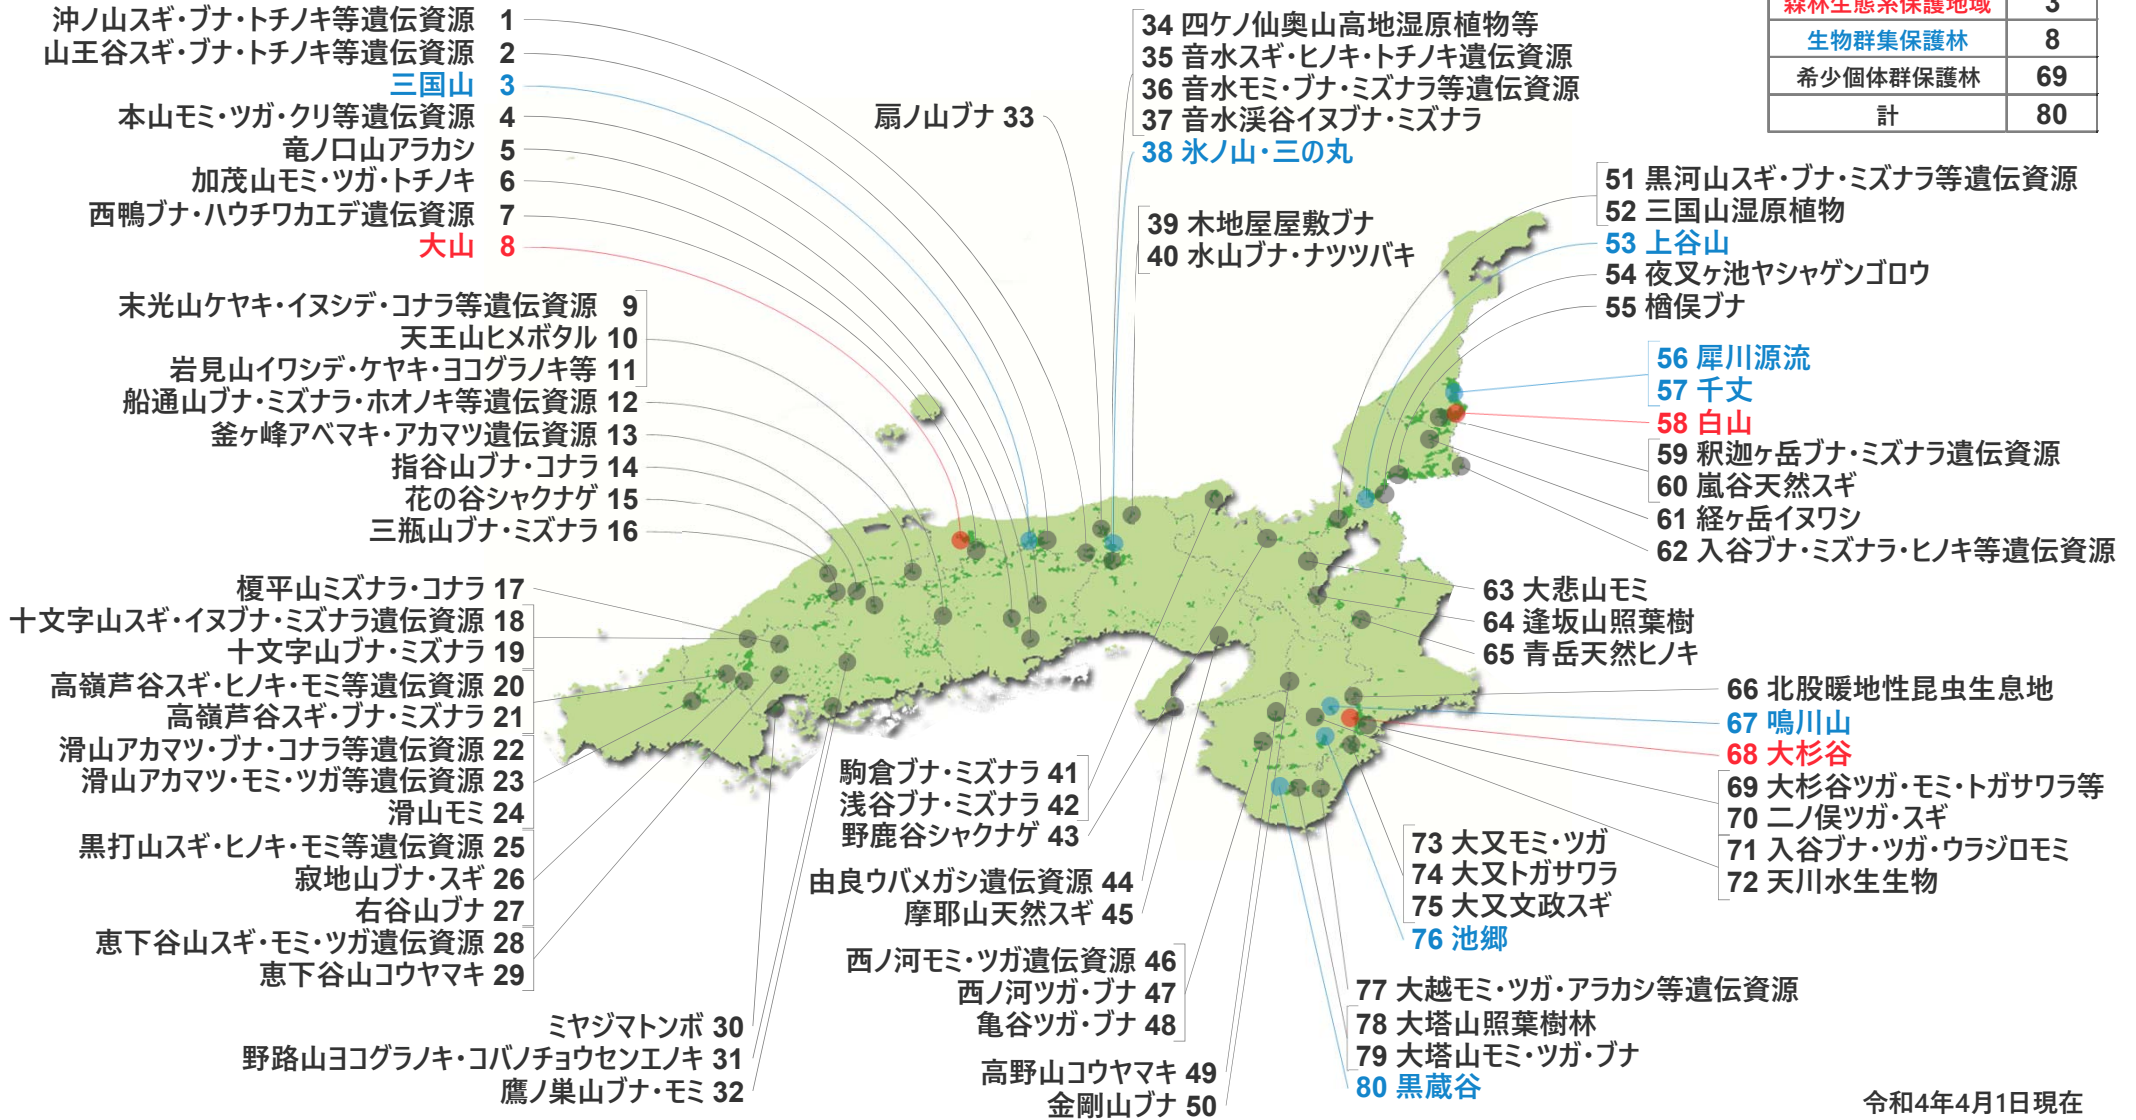 沖ノ山スギ・ブナ・トチノキ等遺伝資源 1
山王谷スギ・ブナ・トチノキ等遺伝資源 2
三国山 3
本山モミ・ツガ・クリ等遺伝資源 4
竜ノ口山アラカシ 5
加茂山モミ・ツガ・トチノキ 6
西鴨ブナ・ハウチワカエデ遺伝資源 7
大山 8
末光山ケヤキ・イヌシデ・コナラ等遺伝資源 9
天王山ヒメボタル 10
岩見山イワシデ・ケヤキ・ヨコグラノキ等 11
船通山ブナ・ミズナラ・ホオノキ等遺伝資源 12
釜ヶ峰アベマキ・アカマツ遺伝資源 13
指谷山ブナ・コナラ 14
花の谷シャクナゲ 15
三瓶山ブナ・ミズナラ 16
榎平山ミズナラ・コナラ 17
十文字山スギ・イヌブナ・ミズナラ遺伝資源 18
十文字山ブナ・ミズナラ 19
高嶺芦谷スギ・ヒノキ・モミ等遺伝資源 20
高嶺芦谷スギ・ブナ・ミズナラ 21
滑山アカマツ・ブナ・コナラ等遺伝資源 22
滑山アカマツ・モミ・ツガ等遺伝資源 23
滑山モミ 24
黒打山スギ・ヒノキ・モミ等遺伝資源 25
寂地山ブナ・スギ 26
右谷山ブナ 27
恵下谷山スギ・モミ・ツガ遺伝資源 28
恵下谷山コウヤマキ 29
ミヤジマトンボ 30
野路山ヨコグラノキ・コバノチョウセンエノキ 31
鷹ノ巣山ブナ・モミ 32
扇ノ山ブナ 33
34 四ケノ仙奥山高地湿原植物等
35 音水スギ・ヒノキ・トチノキ遺伝資源
36 音水モミ・ブナ・ミズナラ等遺伝資源
37 音水渓谷イヌブナ・ミズナラ
38 氷ノ山・三の丸
39 木地屋屋敷ブナ
40 水山ブナ・ナツツバキ
駒倉ブナ・ミズナラ 41
浅谷ブナ・ミズナラ 42
野鹿谷シャクナゲ 43
由良ウバメガシ遺伝資源 44
摩耶山天然スギ 45
西ノ河モミ・ツガ遺伝資源 46
西ノ河ツガ・ブナ 47
亀谷ツガ・ブナ 48
高野山コウヤマキ 49
金剛山ブナ 50
森林生態系保護地域 3
生物群集保護林 8
希少個体群保護林 69
計 80
51 黒河山スギ・ブナ・ミズナラ等遺伝資源
52 三国山湿原植物
53 上谷山
54 夜叉ヶ池ヤシャゲンゴロウ
55 楢俣ブナ
56 犀川源流
57 千丈
58 白山
59 釈迦ヶ岳ブナ・ミズナラ遺伝資源
60 嵐谷天然スギ
61 経ヶ岳イヌワシ
62 入谷ブナ・ミズナラ・ヒノキ等遺伝資源
63 大悲山モミ
64 逢坂山照葉樹
65 青岳天然ヒノキ
66 北股暖地性昆虫生息地
67 鳴川山
68 大杉谷
69 大杉谷ツガ・モミ・トガサワラ等
70 二ノ俣ツガ・スギ
71 入谷ブナ・ツガ・ウラジロモミ
72 天川水生生物
73 大又モミ・ツガ
74 大又トガサワラ
75 大又文政スギ
76 池郷
77 大越モミ・ツガ・アラカシ等遺伝資源
78 大塔山照葉樹林
79 大塔山モミ・ツガ・ブナ
80 黒蔵谷
令和4年4月1日現在